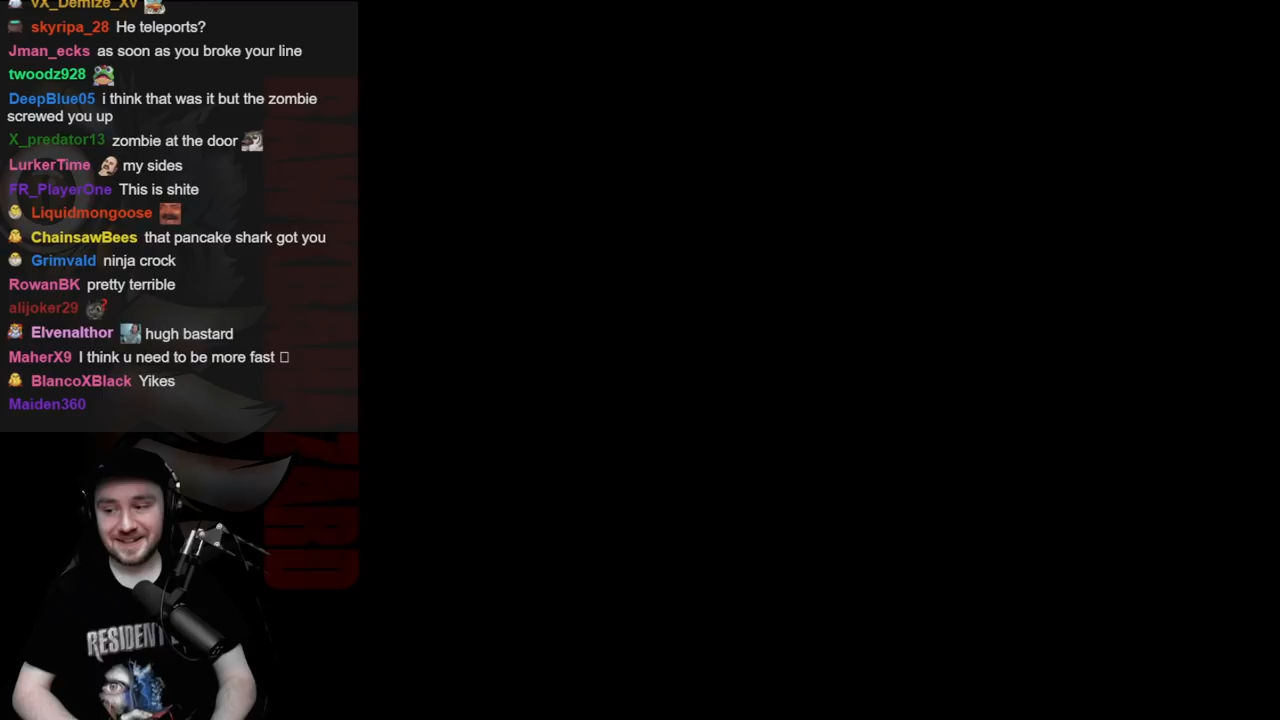 vX_Demize_Xv
skyripa_28 He teleports?
Jman_ecks as soon as you broke your line
twoodz928
DeepBlue05 i think that was it but the zombie
screwed you up
X_predator13 zombie at the door
LurkerTime my sides
FR_PlayerOne This is shite
Liquidmongoose
ChainsawBees that pancake shark got you
Grimvald ninja crock
RowanBK pretty terrible
alijoker29
Elvenalthor hugh bastard
MaherX9 I think u need to be more fast
BlancoXBlack Yikes
Maiden360
RESIDENT